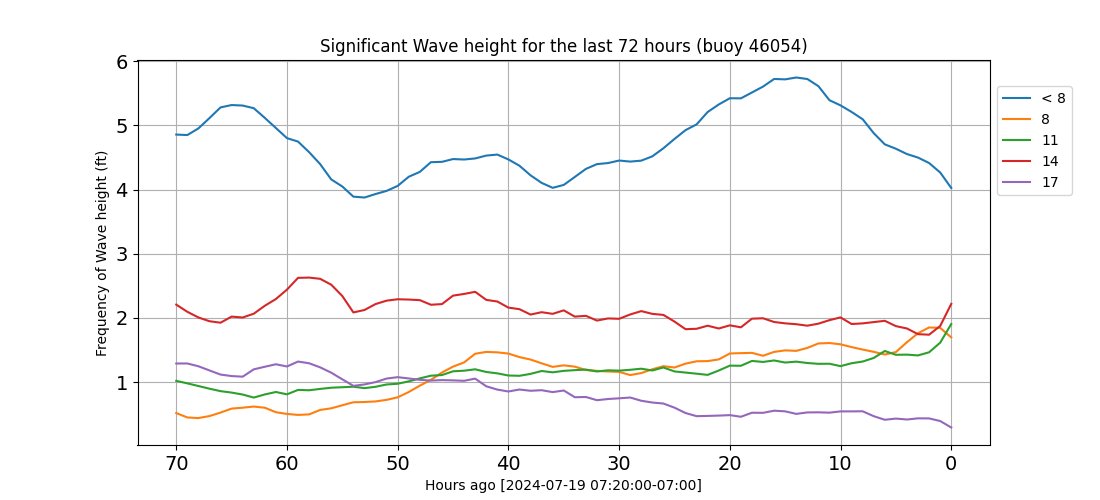 Significant Wave height for the last 72 hours (buoy 46054)
Frequency of Wave height (ft)
6
5
4
3
2
1
< 8
8
11
14
17
70 60 50 40 30 20 10 0
Hours ago [2024-07-19 07:20:00-07:00]